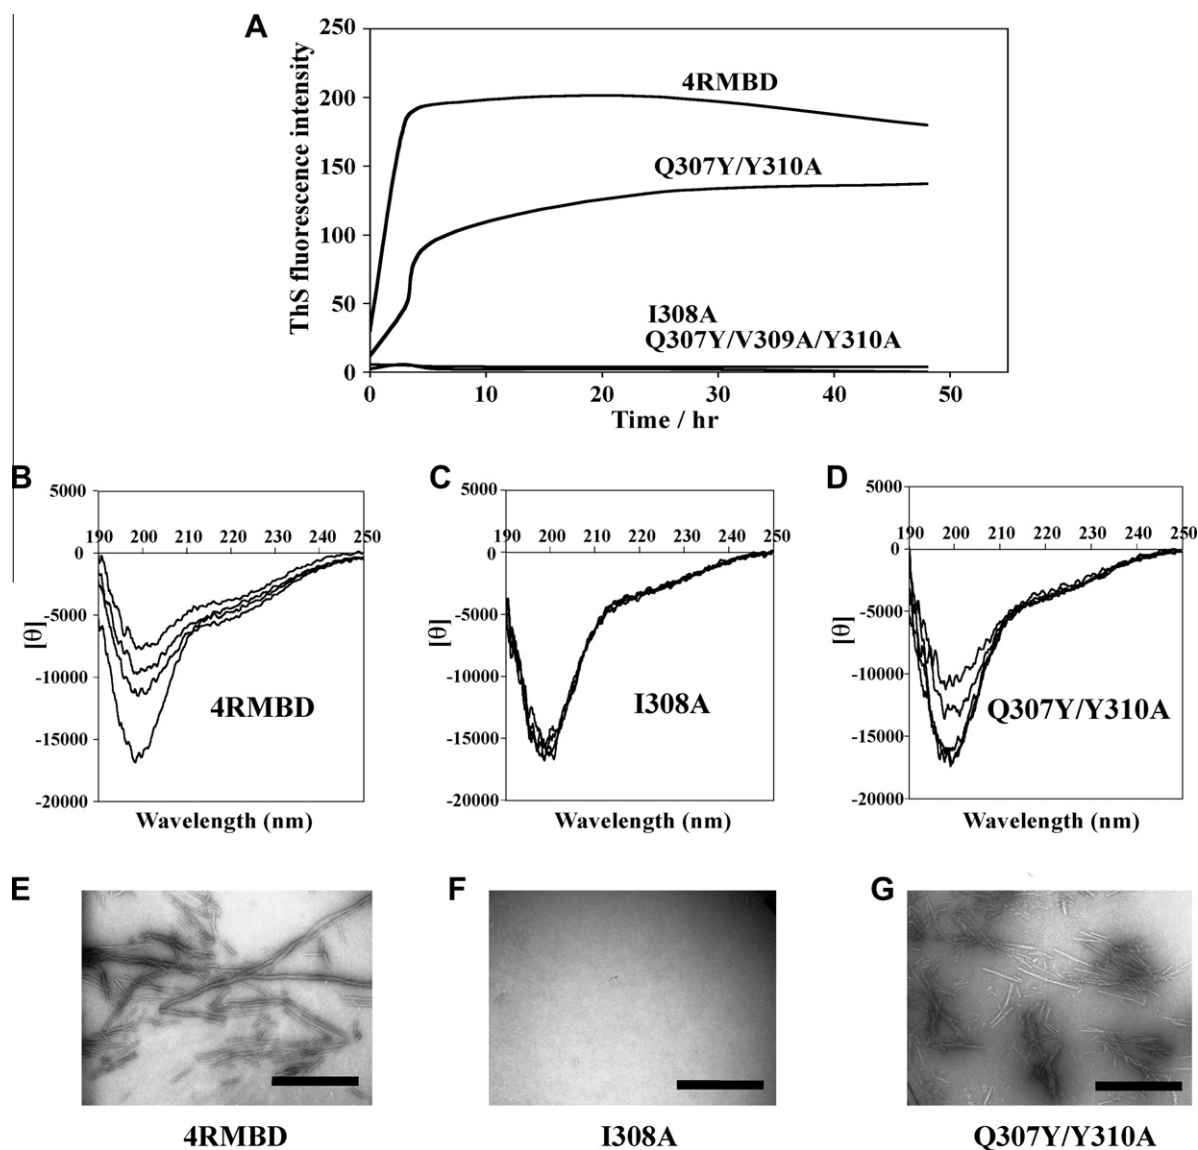 A
ThS fluorescence intensity
250
200
150
100
50
0
4RMBD
Q307Y/Y310A
I308A
Q307Y/V309A/Y310A
0 10 20 30 40 50
Time / hr
B
5000
190 200 210 220 230 240 250
0
-5000
-10000
-15000
-20000
[θ]
4RMBD
Wavelength (nm)
C
5000
190 200 210 220 230 240 250
0
-5000
-10000
-15000
-20000
[θ]
I308A
Wavelength (nm)
D
5000
190 200 210 220 230 240 250
0
-5000
-10000
-15000
-20000
[θ]
Q307Y/Y310A
Wavelength (nm)
E
4RMBD
F
I308A
G
Q307Y/Y310A